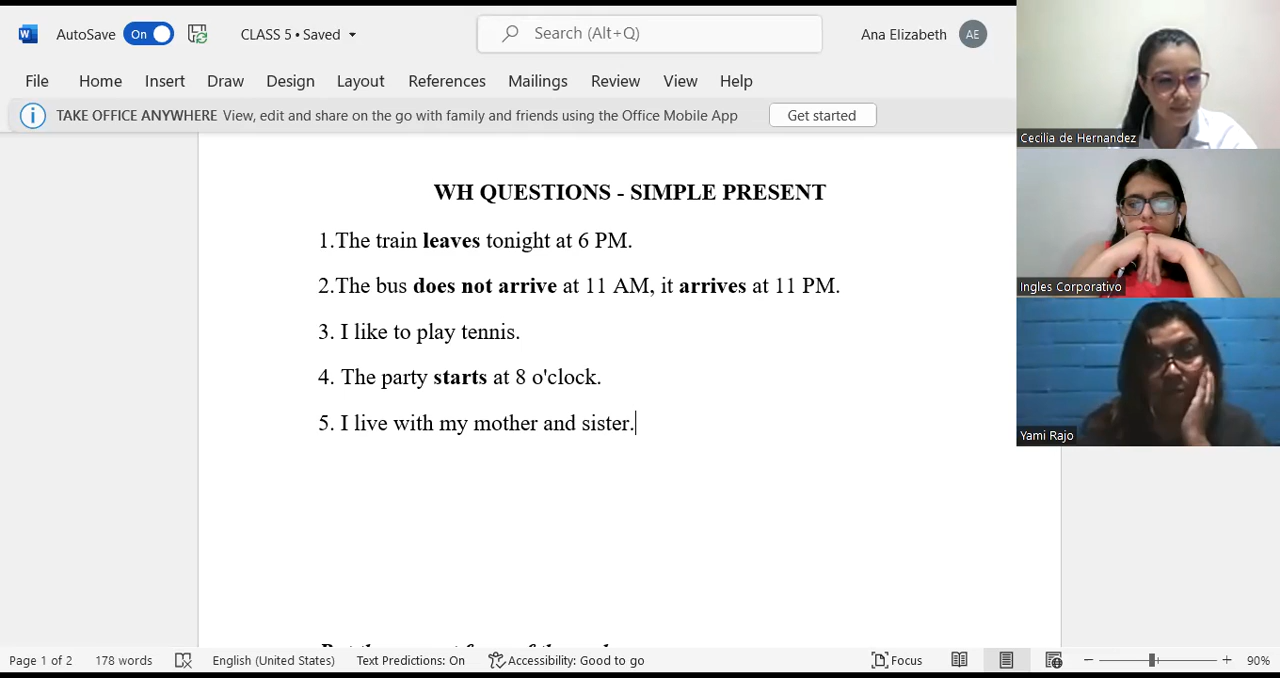 AutoSave On CLASS 5 • Saved Search (Alt+Q) Ana Elizabeth AE
File Home Insert Draw Design Layout References Mailings Review View Help
TAKE OFFICE ANYWHERE View, edit and share on the go with family and friends using the Office Mobile App Get started
Cecilia de Hernandez
WH QUESTIONS - SIMPLE PRESENT
1.The train leaves tonight at 6 PM.
2.The bus does not arrive at 11 AM, it arrives at 11 PM.
Ingles Corporativo
3. I like to play tennis.
4. The party starts at 8 o'clock.
5. I live with my mother and sister.
Yami Rajo
Page 1 of 2 178 words English (United States) Text Predictions: On Accessibility: Good to go Focus 90%